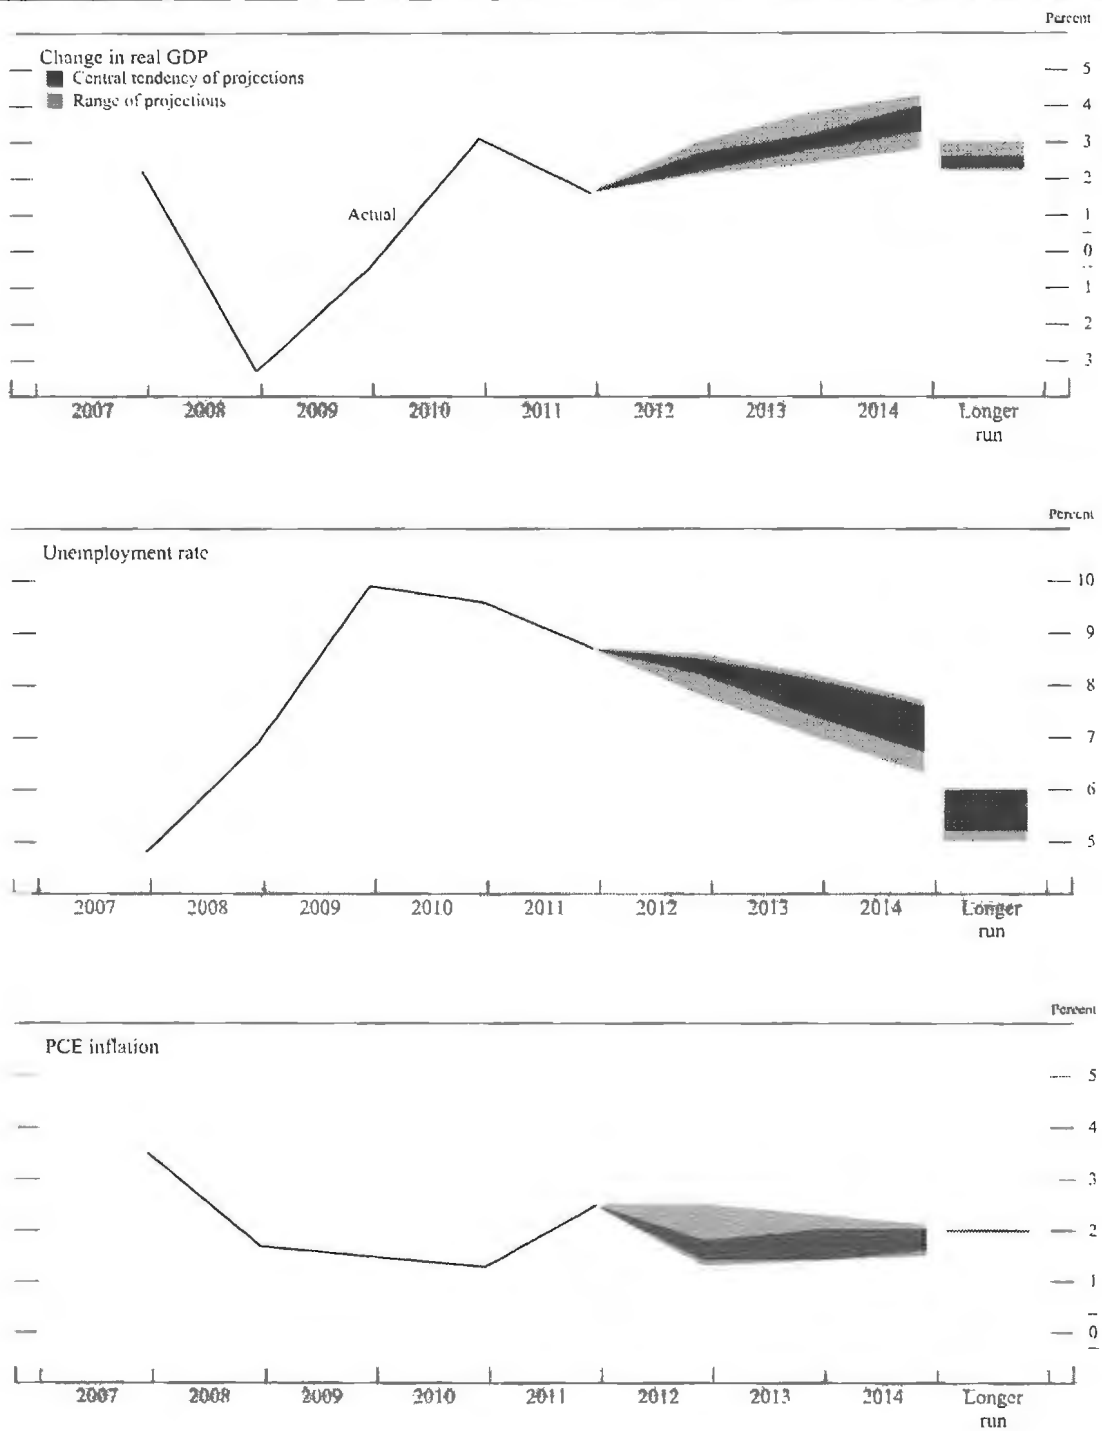 Percent
Change in real GDP
Central tendency of projections
Range of projections
Actual
5
4
3
2
1
0
1
2
3
2007 2008 2009 2010 2011 2012 2013 2014 Longer
run
Percent
Unemployment rate
10
9
8
7
6
5
2007 2008 2009 2010 2011 2012 2013 2014 Longer
run
Percent
PCE inflation
5
4
3
2
1
0
2007 2008 2009 2010 2011 2012 2013 2014 Longer
run